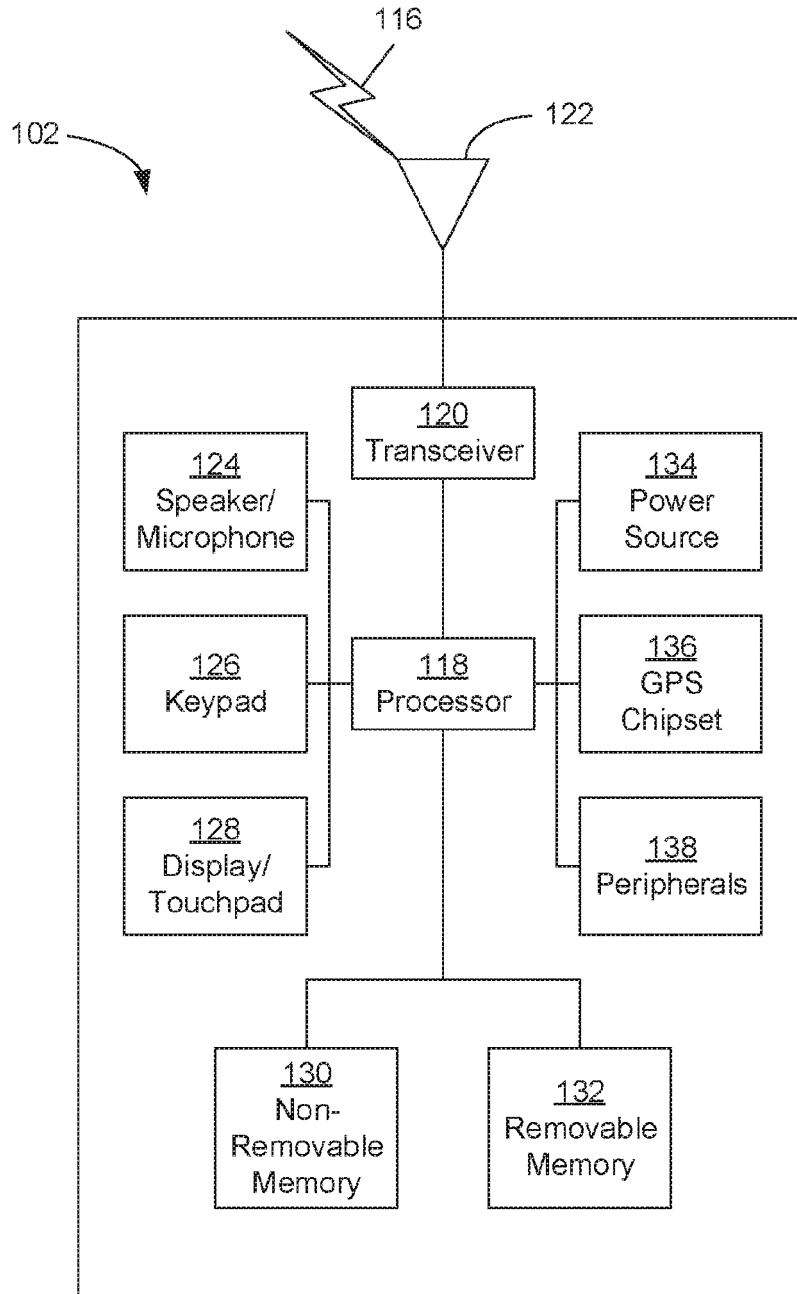 116
122
102
120
Transceiver
124
Speaker/
Microphone
134
Power
Source
126
Keypad
118
Processor
136
GPS
Chipset
128
Display/
Touchpad
138
Peripherals
130
Non-
Removable
Memory
132
Removable
Memory